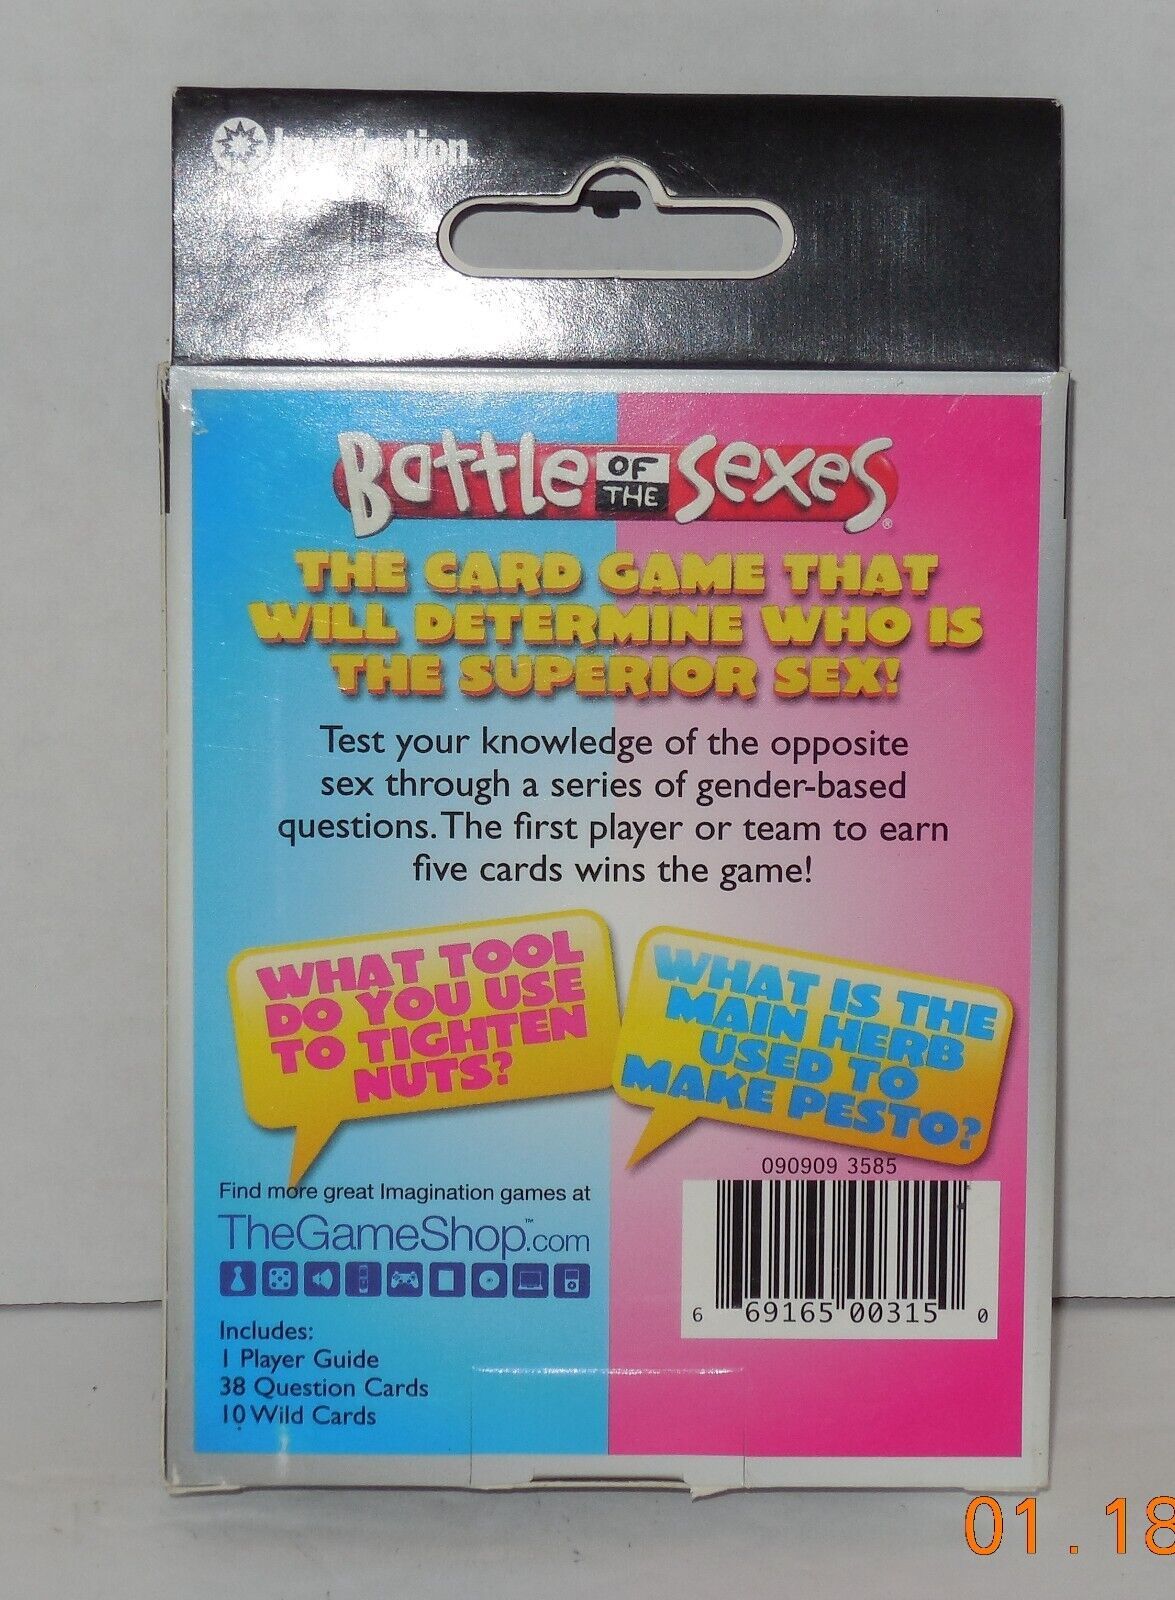 Imagination
Battle OF THE Sexes®
THE CARD GAME THAT
WILL DETERMINE WHO IS
THE SUPERIOR SEX!
Test your knowledge of the opposite
sex through a series of gender-based
questions. The first player or team to earn
five cards wins the game!
WHAT TOOL
DO YOU USE
TO TIGHTEN
NUTS?
WHAT IS THE
MAIN HERB
USED TO
MAKE PESTO?
090909 3585
6 69165 00315 0
Find more great Imagination games at
TheGameShop™.com
Includes:
1 Player Guide
38 Question Cards
10 Wild Cards
01.18